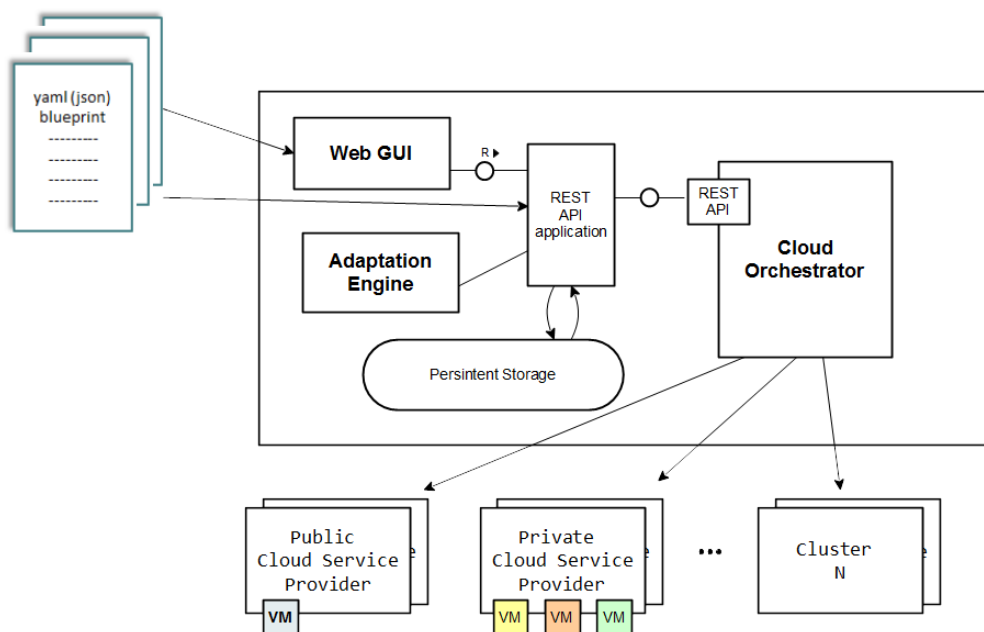 yaml (json)
blueprint
----------
----------
----------
----------
Web GUI
R
REST
API
application
REST
API
Cloud
Orchestrator
Adaptation
Engine
Persintent Storage
Public
Cloud Service
Provider
e
VM
Private
Cloud Service
Provider
e
VM
VM
VM
...
Cluster
N
e